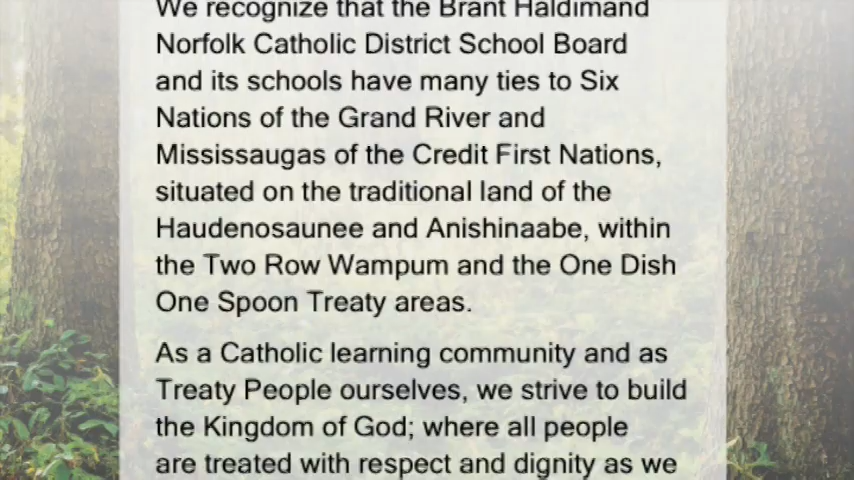 We recognize that the Brant Haldimand
Norfolk Catholic District School Board
and its schools have many ties to Six
Nations of the Grand River and
Mississaugas of the Credit First Nations,
situated on the traditional land of the
Haudenosaunee and Anishinaabe, within
the Two Row Wampum and the One Dish
One Spoon Treaty areas.
As a Catholic learning community and as
Treaty People ourselves, we strive to build
the Kingdom of God; where all people
are treated with respect and dignity as we